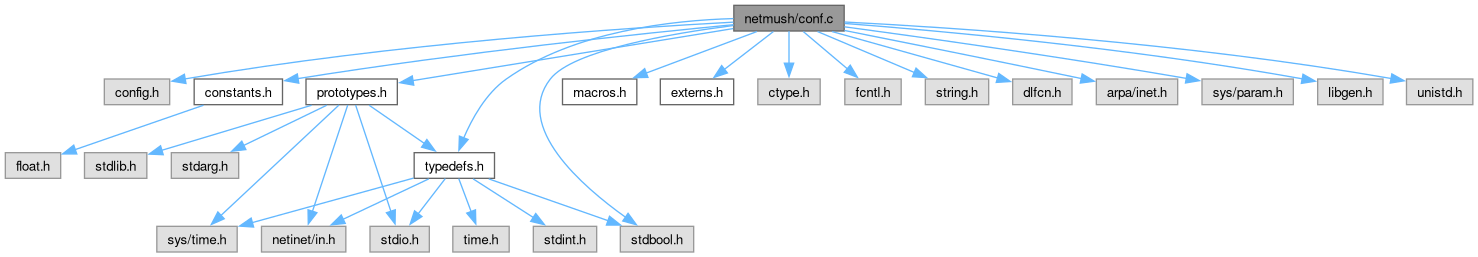 netmush/conf.c
config.h
constants.h
prototypes.h
macros.h
externs.h
ctype.h
fcntl.h
string.h
dlfcn.h
arpa/inet.h
sys/param.h
libgen.h
unistd.h
float.h
stdlib.h
stdarg.h
typedefs.h
sys/time.h
netinet/in.h
stdio.h
time.h
stdint.h
stdbool.h